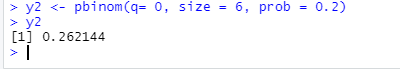 > y2 <- pbinom(q= 0, size = 6, prob = 0.2)
> y2
[1] 0.262144
>